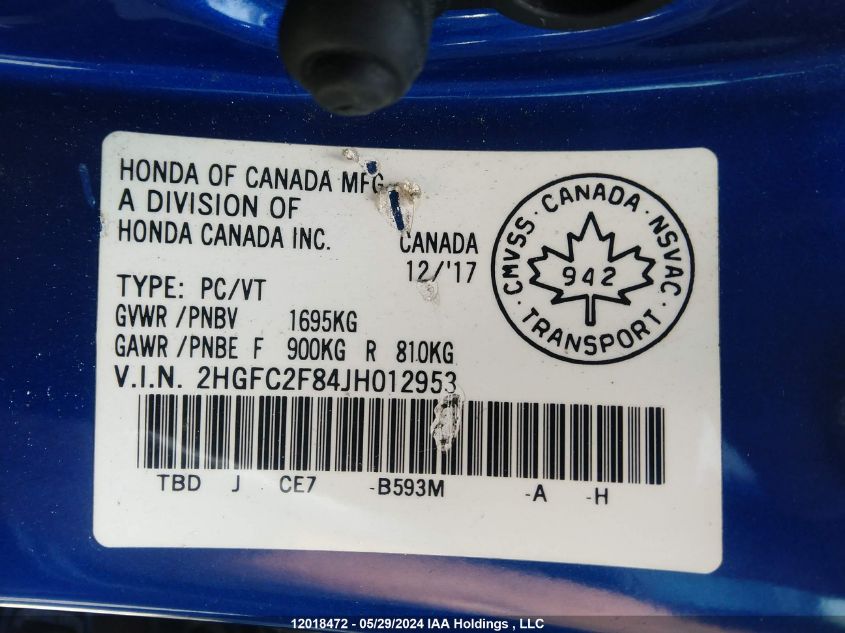 HONDA OF CANADA MFG.
A DIVISION OF
HONDA CANADA INC.
CANADA
12/'17
TYPE: PC/VT
GVWR /PNBV 1695KG
GAWR /PNBE F 900KG R 810KG
V.I.N. 2HGFC2F84JH012953
TBD J CE7 -B593M -A -H
CMVSS · CANADA · NSVAC
942
· TRANSPORT ·
12018472 - 05/29/2024 IAA Holdings , LLC